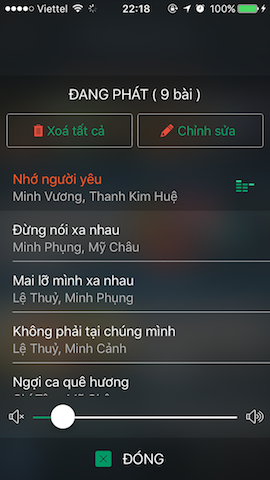 Viettel 22:18 100%
ĐANG PHÁT ( 9 bài )
Xoá tất cả Chỉnh sửa
Nhớ người yêu
Minh Vương, Thanh Kim Huệ
Đừng nói xa nhau
Minh Phụng, Mỹ Châu
Mai lỡ mình xa nhau
Lệ Thuỷ, Minh Phụng
Không phải tại chúng mình
Lệ Thuỷ, Minh Cảnh
Ngợi ca quê hương
ĐÓNG